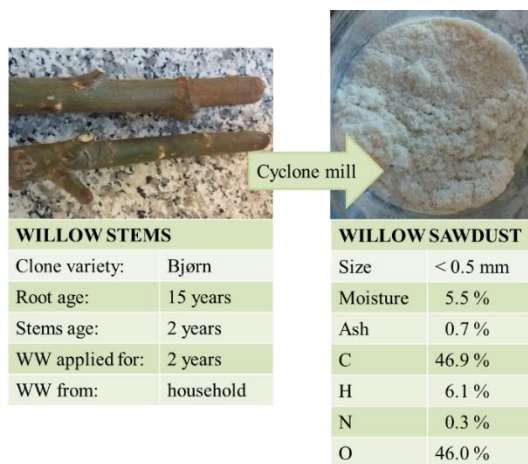 Cyclone mill
WILLOW STEMS
Clone variety: Bjørn
Root age: 15 years
Stems age: 2 years
WW applied for: 2 years
WW from: household
WILLOW SAWDUST
Size < 0.5 mm
Moisture 5.5 %
Ash 0.7 %
C 46.9 %
H 6.1 %
N 0.3 %
O 46.0 %